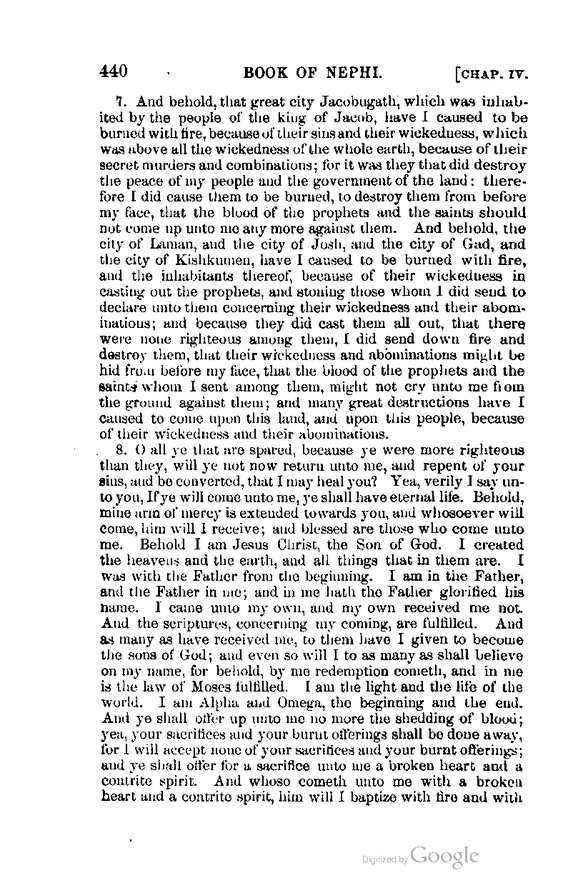 440 BOOK OF NEPHI. [CHAP. IV.
7. And behold, that great city Jacobugath, which was inhab-
ited by the people of the king of Jacob, have I caused to be
burned with fire, because of their sins and their wickedness, which
was above all the wickedness of the whole earth, because of their
secret murders and combinations; for it was they that did destroy
the peace of my people and the government of the land: there-
fore I did cause them to be burned, to destroy them from before
my face, that the blood of the prophets and the saints should
not come up unto me any more against them. And behold, the
city of Laman, and the city of Josh, and the city of Gad, and
the city of Kishkumen, have I caused to be burned with fire,
and the inhabitants thereof, because of their wickedness in
casting out the prophets, and stoning those whom I did send to
declare unto them concerning their wickedness and their abom-
inations; and because they did cast them all out, that there
were none righteous among them, I did send down fire and
destroy them, that their wickedness and abominations might be
hid from before my face, that the blood of the prophets and the
saints whom I sent among them, might not cry unto me from
the ground against them; and many great destructions have I
caused to come upon this land, and upon this people, because
of their wickedness and their abominations.
8. O all ye that are spared, because ye were more righteous
than they, will ye not now return unto me, and repent of your
sins, and be converted, that I may heal you? Yea, verily I say un-
to you, If ye will come unto me, ye shall have eternal life. Behold,
mine arm of mercy is extended towards you, and whosoever will
come, him will I receive; and blessed are those who come unto
me. Behold I am Jesus Christ, the Son of God. I created
the heavens and the earth, and all things that in them are. I
was with the Father from the beginning. I am in the Father,
and the Father in me; and in me hath the Father glorified his
name. I came unto my own, and my own received me not.
And the scriptures, concerning my coming, are fulfilled. And
as many as have received me, to them have I given to become
the sons of God; and even so will I to as many as shall believe
on my name, for behold, by me redemption cometh, and in me
is the law of Moses fulfilled. I am the light and the life of the
world. I am Alpha and Omega, the beginning and the end.
And ye shall offer up unto me no more the shedding of blood;
yea, your sacrifices and your burnt offerings shall be done away,
for I will accept none of your sacrifices and your burnt offerings;
and ye shall offer for a sacrifice unto me a broken heart and a
contrite spirit. And whoso cometh unto me with a broken
heart and a contrite spirit, him will I baptize with fire and with
Digitized by Google